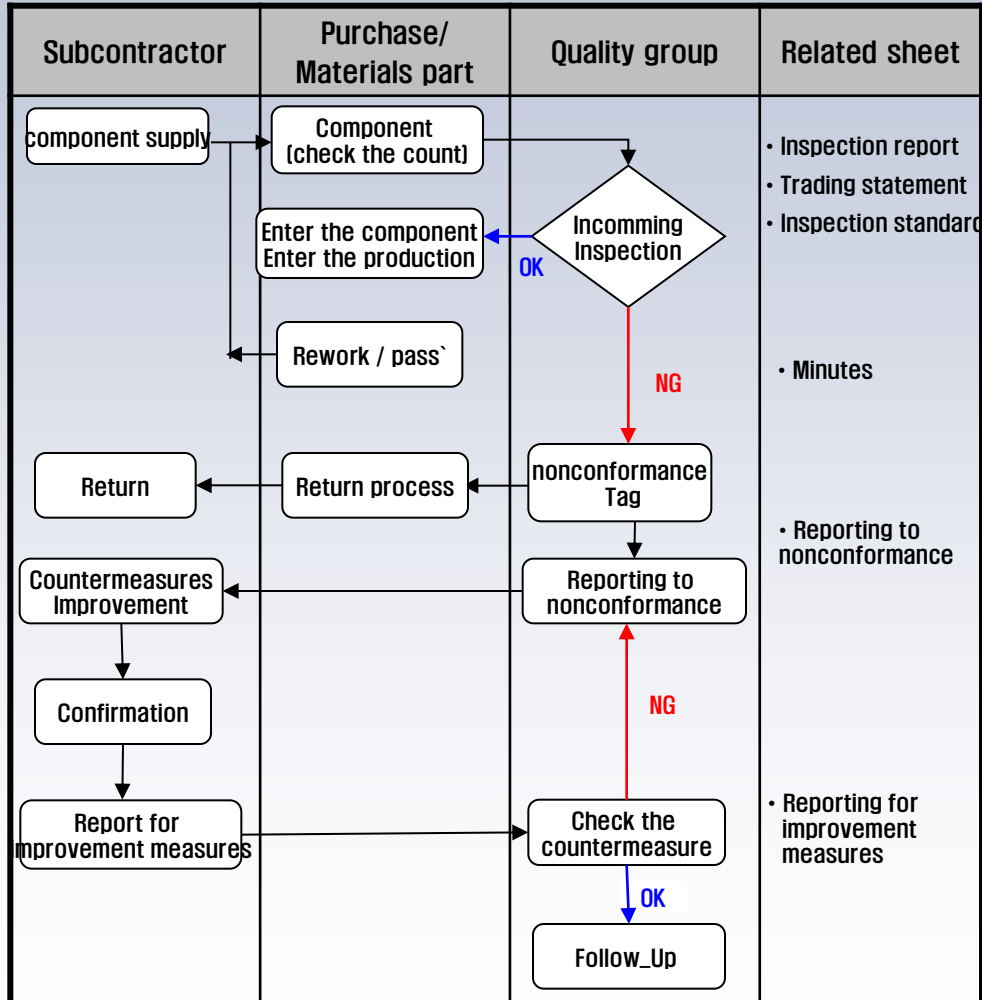 Subcontractor
Purchase/
Materials part
Quality group
Related sheet
component supply
Component
(check the count)
Incomming
Inspection
• Inspection report
• Trading statement
• Inspection standard
Enter the component
Enter the production
OK
Rework / pass`
NG
• Minutes
Return
Return process
nonconformance
Tag
• Reporting to
nonconformance
Countermeasures
Improvement
Reporting to
nonconformance
Confirmation
NG
Report for
improvement measures
Check the
countermeasure
• Reporting for
improvement
measures
OK
Follow_Up